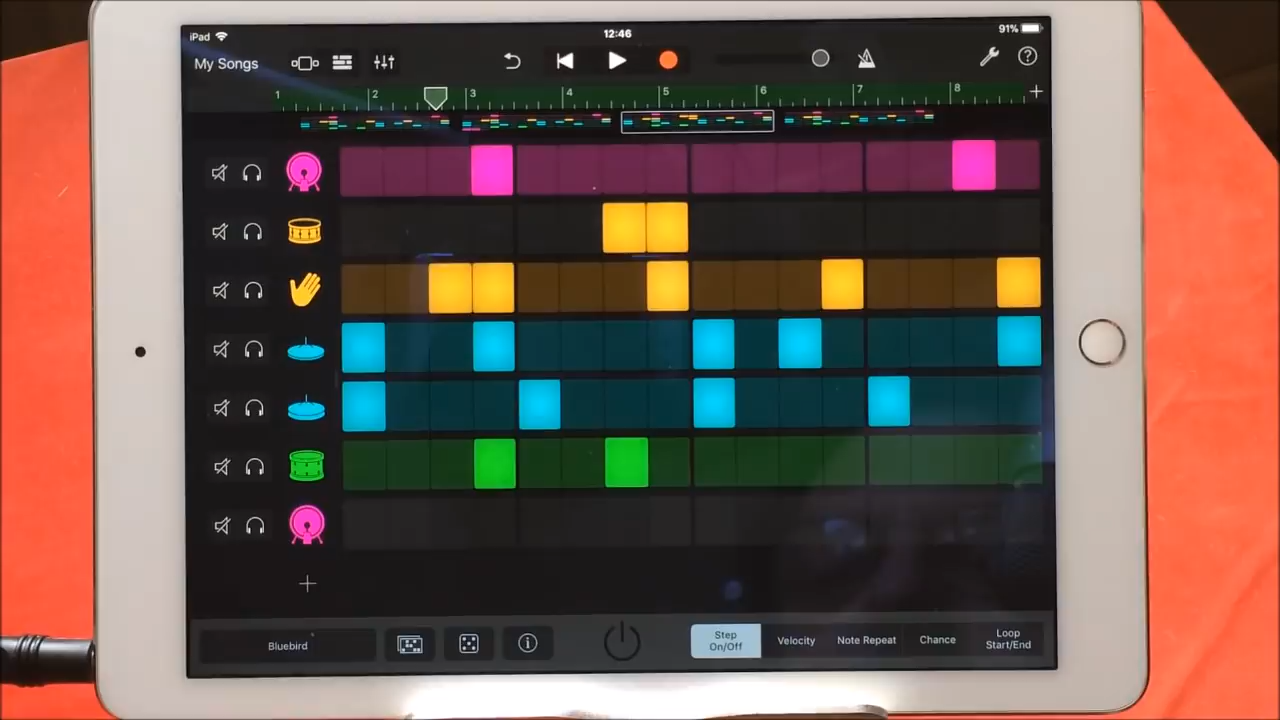 iPad 12:46 91%
My Songs
1 2 3 4 5 6 7 8
Bluebird Step On/Off Velocity Note Repeat Chance Loop Start/End